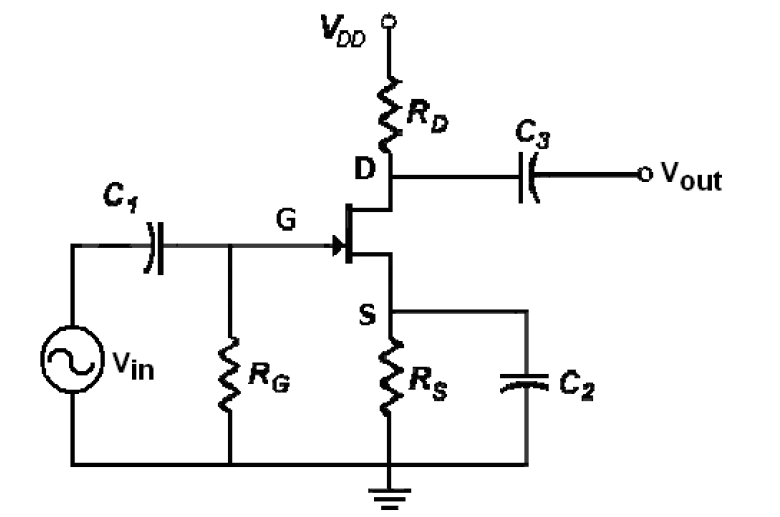 V_DD
R_D
C_3
D
V_out
C_1
G
S
V_in
R_G
R_S
C_2